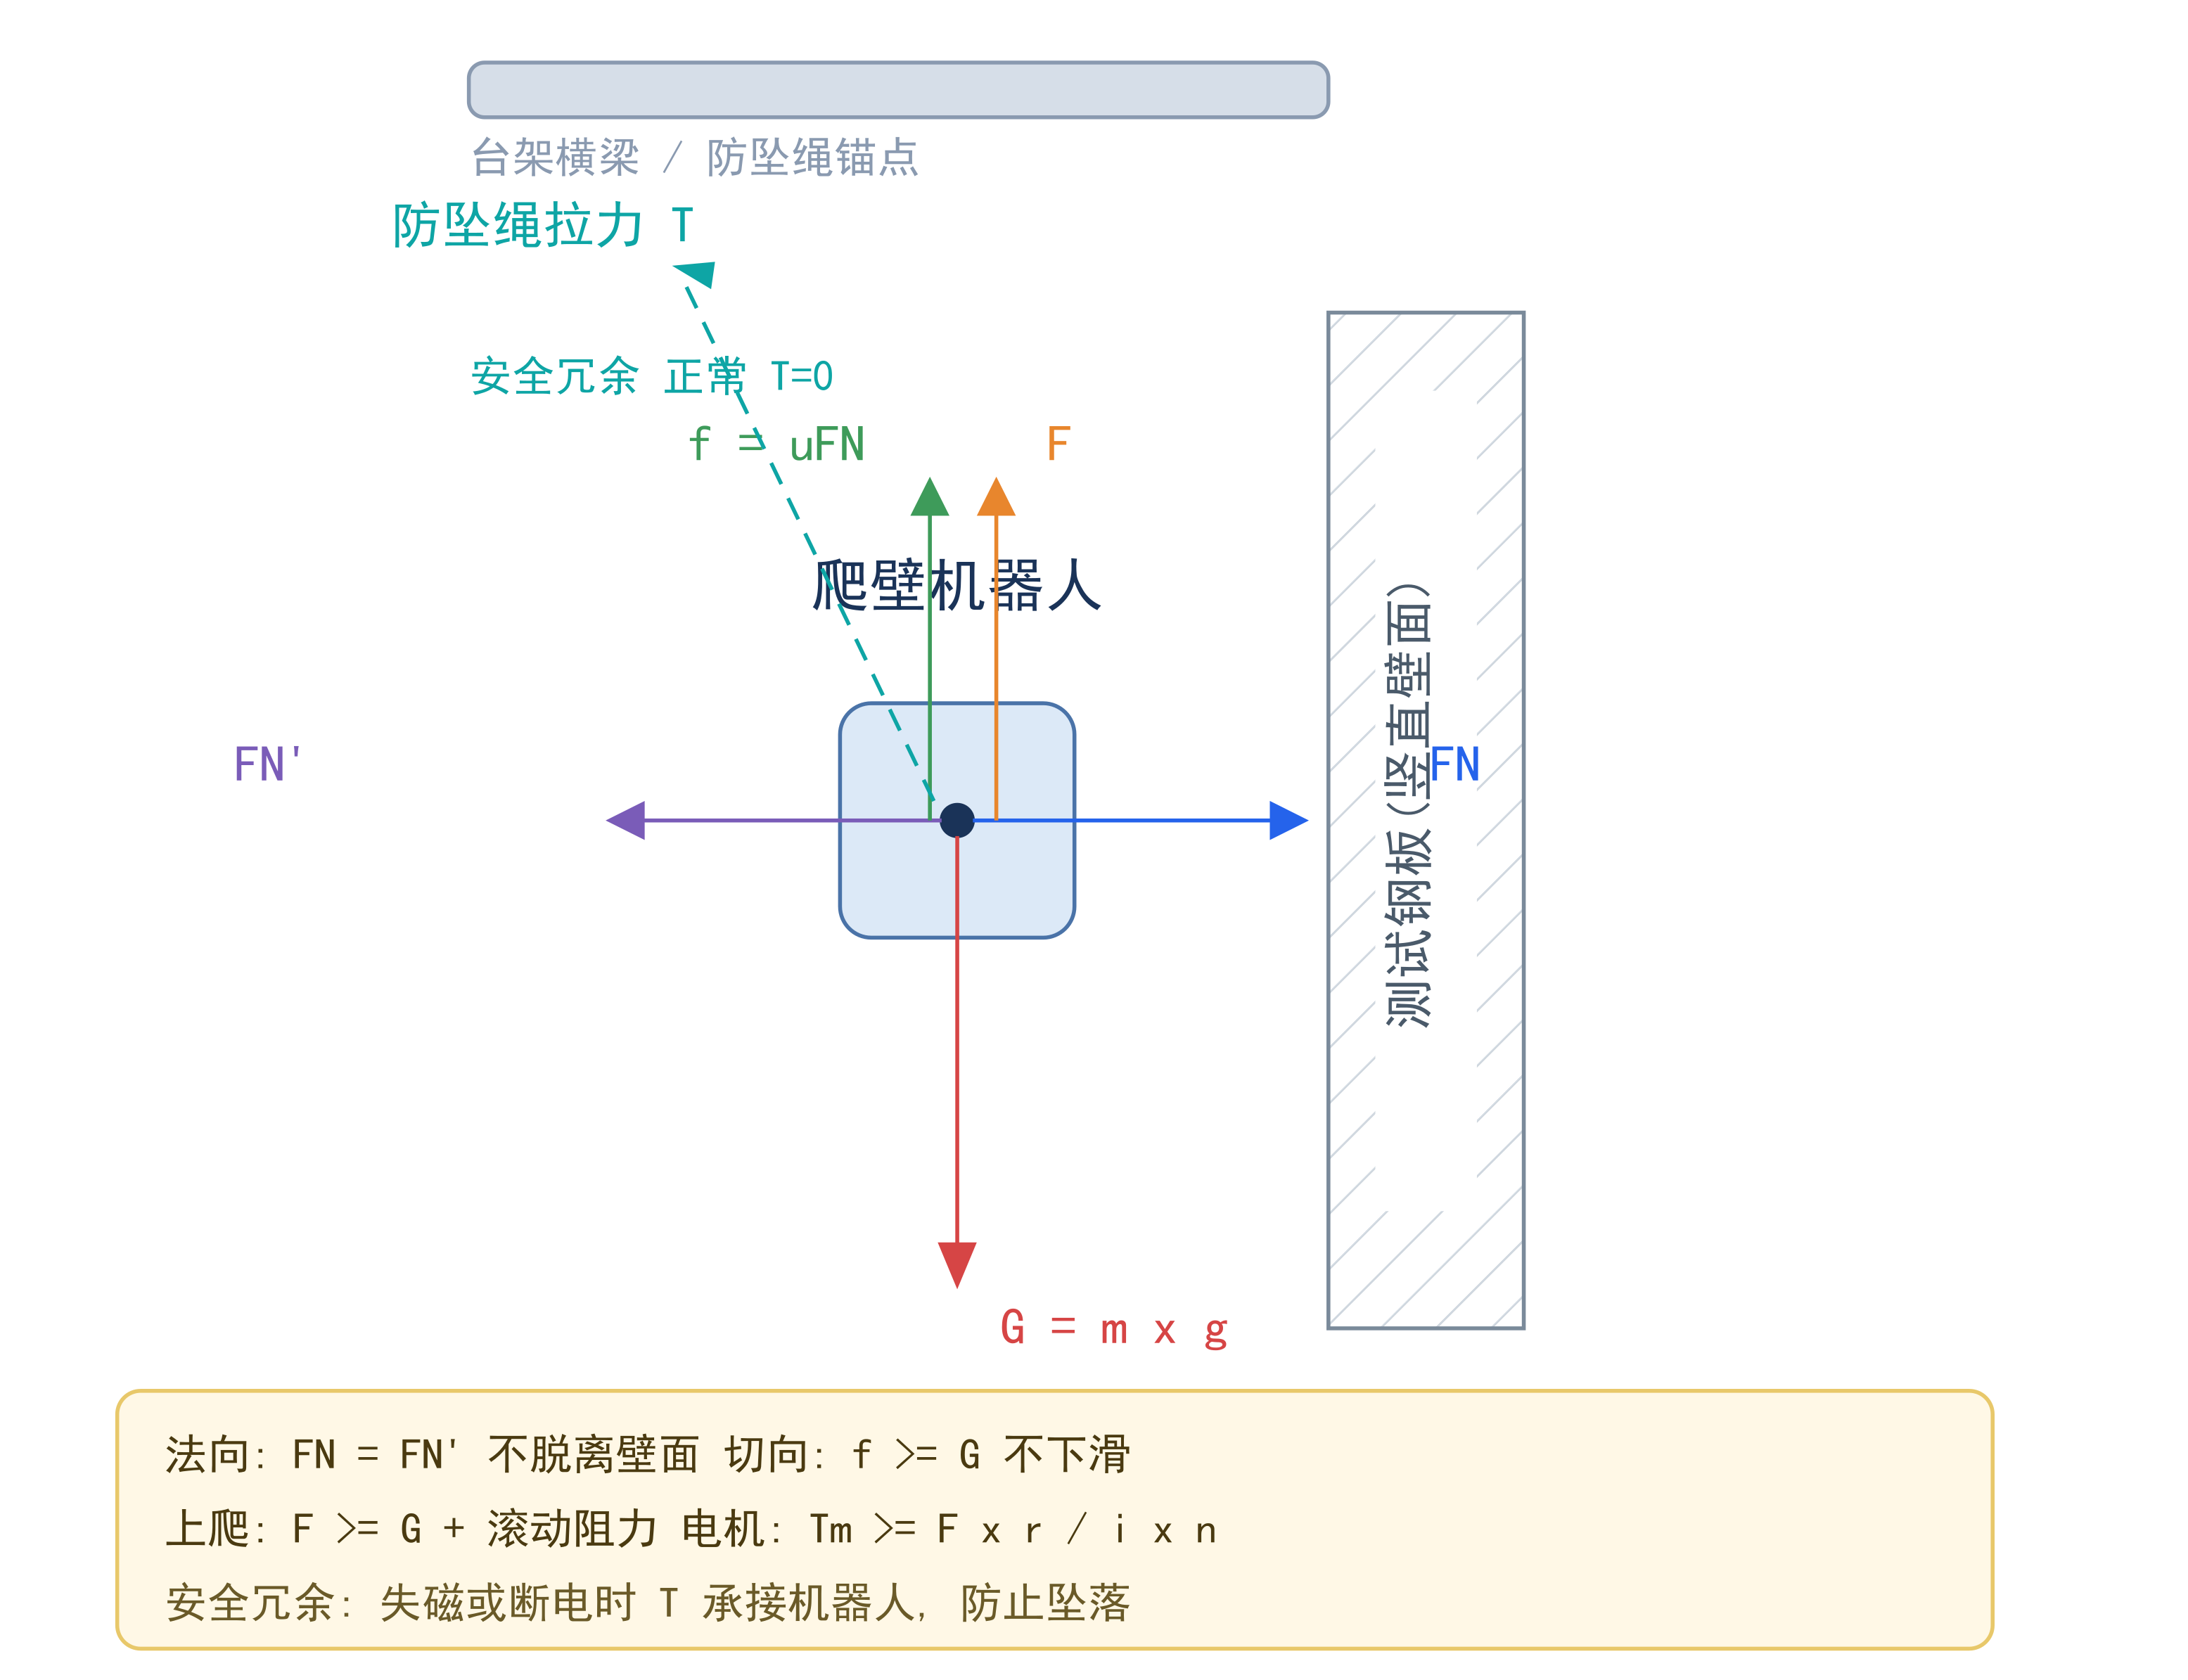 台架横梁 / 防坠绳锚点
防坠绳拉力 T
安全冗余 正常 T=0
f = uFN
F
爬壁机器人
FN'
FN
测试钢板(竖直壁面)
G = m x g
法向: FN = FN' 不脱离壁面 切向: f >= G 不下滑
上爬: F >= G + 滚动阻力 电机: Tm >= F x r / i x n
安全冗余: 失磁或断电时 T 承接机器人, 防止坠落